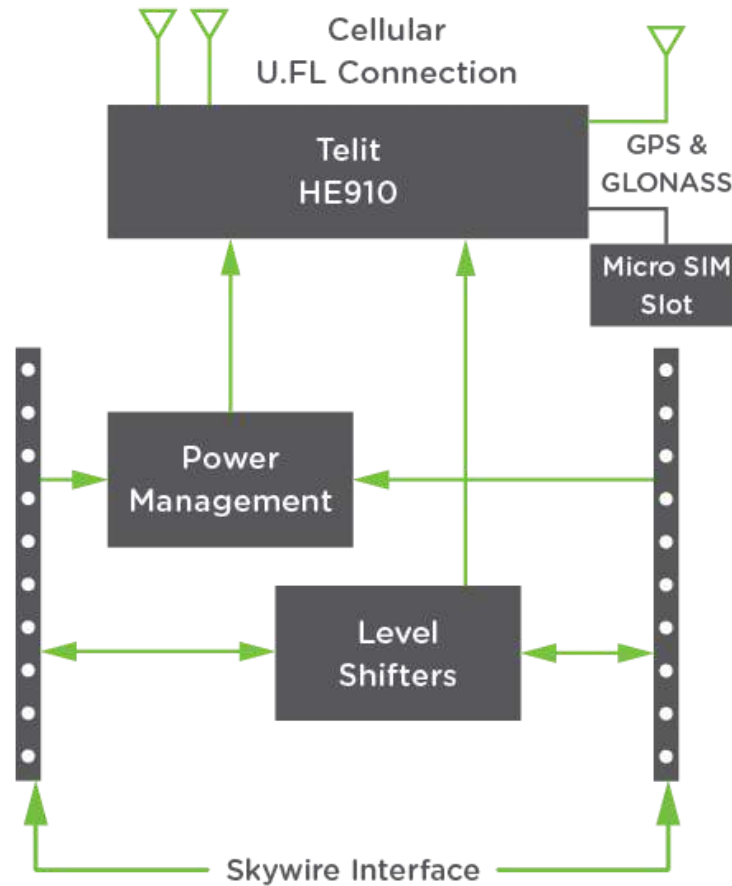 Cellular
U.FL Connection
Telit
HE910
GPS &
GLONASS
Micro SIM
Slot
Power
Management
Level
Shifters
Skywire Interface